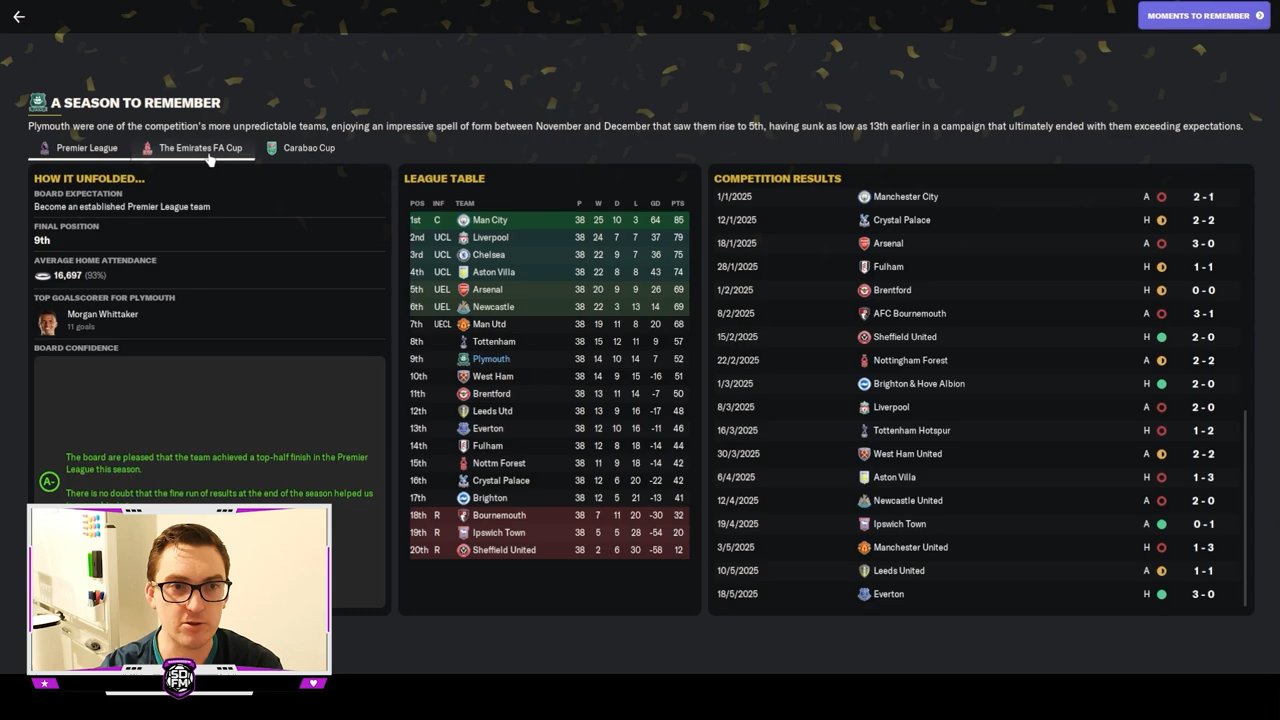 MOMENTS TO REMEMBER
A SEASON TO REMEMBER
Plymouth were one of the competition's more unpredictable teams, enjoying an impressive spell of form between November and December that saw them rise to 5th, having sunk as low as 13th earlier in a campaign that ultimately ended with them exceeding expectations.
Premier League The Emirates FA Cup Carabao Cup
HOW IT UNFOLDED...
BOARD EXPECTATION
Become an established Premier League team
FINAL POSITION
9th
AVERAGE HOME ATTENDANCE
16,697 (93%)
TOP GOALSCORER FOR PLYMOUTH
Morgan Whittaker
11 goals
BOARD CONFIDENCE
A-
The board are pleased that the team achieved a top-half finish in the Premier
League this season.
There is no doubt that the fine run of results at the end of the season helped us
LEAGUE TABLE
POS INF TEAM P W D L GD PTS
1st C Man City 38 25 10 3 64 85
2nd UCL Liverpool 38 24 7 7 37 79
3rd UCL Chelsea 38 22 9 7 36 75
4th UCL Aston Villa 38 22 8 8 43 74
5th UEL Arsenal 38 20 9 9 26 69
6th UEL Newcastle 38 22 3 13 14 69
7th UECL Man Utd 38 19 11 8 20 68
8th Tottenham 38 15 12 11 9 57
9th Plymouth 38 14 10 14 7 52
10th West Ham 38 14 9 15 -16 51
11th Brentford 38 13 11 14 -7 50
12th Leeds Utd 38 13 9 16 -17 48
13th Everton 38 12 10 16 -11 46
14th Fulham 38 12 8 18 -14 44
15th Nottm Forest 38 11 9 18 -14 42
16th Crystal Palace 38 12 6 20 -22 42
17th Brighton 38 12 5 21 -13 41
18th R Bournemouth 38 7 11 20 -30 32
19th R Ipswich Town 38 5 5 28 -54 20
20th R Sheffield United 38 2 6 30 -58 12
COMPETITION RESULTS
1/1/2025 Manchester City A 2 - 1
12/1/2025 Crystal Palace H 2 - 2
18/1/2025 Arsenal A 3 - 0
28/1/2025 Fulham H 1 - 1
1/2/2025 Brentford H 0 - 0
8/2/2025 AFC Bournemouth A 3 - 1
15/2/2025 Sheffield United H 2 - 0
22/2/2025 Nottingham Forest A 2 - 2
1/3/2025 Brighton & Hove Albion H 2 - 0
8/3/2025 Liverpool A 2 - 0
16/3/2025 Tottenham Hotspur H 1 - 2
30/3/2025 West Ham United A 2 - 2
6/4/2025 Aston Villa H 1 - 3
12/4/2025 Newcastle United A 2 - 0
19/4/2025 Ipswich Town A 0 - 1
3/5/2025 Manchester United H 1 - 3
10/5/2025 Leeds United A 1 - 1
18/5/2025 Everton H 3 - 0
SD
FM